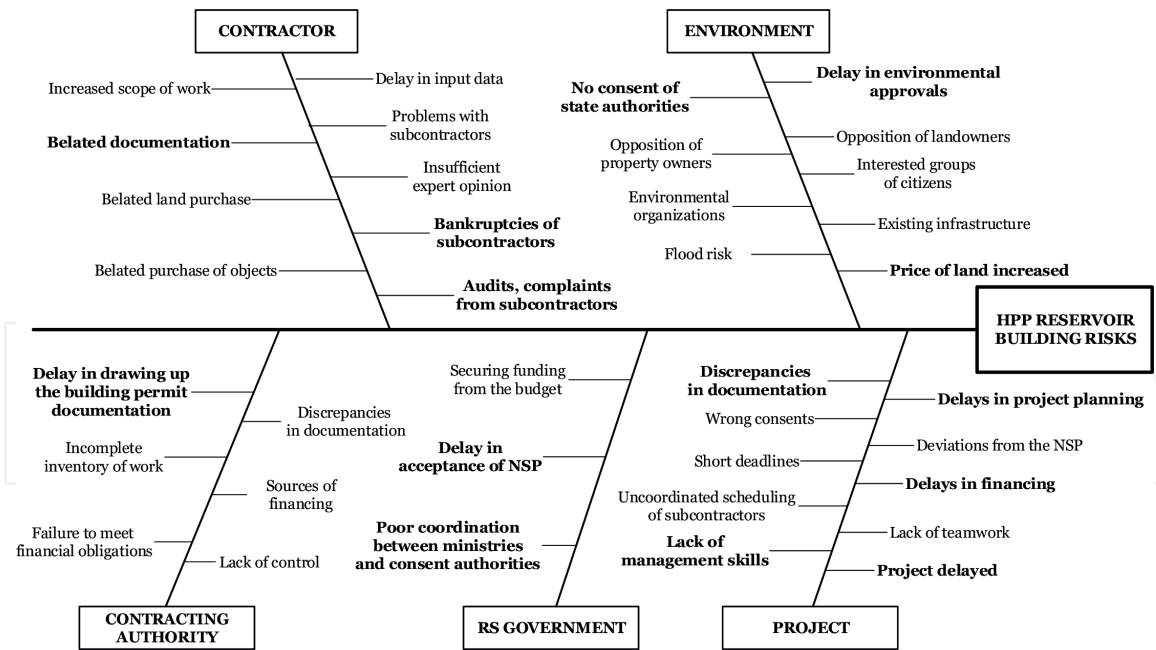 CONTRACTOR
ENVIRONMENT
Increased scope of work
Delay in input data
Belated documentation
Problems with
subcontractors
Insufficient
expert opinion
Belated land purchase
Bankruptcies of
subcontractors
Belated purchase of objects
Audits, complaints
from subcontractors
No consent of
state authorities
Delay in environmental
approvals
Opposition of
property owners
Opposition of landowners
Interested groups
of citizens
Environmental
organizations
Existing infrastructure
Flood risk
Price of land increased
HPP RESERVOIR
BUILDING RISKS
Delay in drawing up
the building permit
documentation
Discrepancies
in documentation
Incomplete
inventory of work
Sources of
financing
Failure to meet
financial obligations
Lack of control
Securing funding
from the budget
Delay in
acceptance of NSP
Poor coordination
between ministries
and consent authorities
Discrepancies
in documentation
Delays in project planning
Wrong consents
Deviations from the NSP
Short deadlines
Delays in financing
Uncoordinated scheduling
of subcontractors
Lack of teamwork
Lack of
management skills
Project delayed
CONTRACTING
AUTHORITY
RS GOVERNMENT
PROJECT